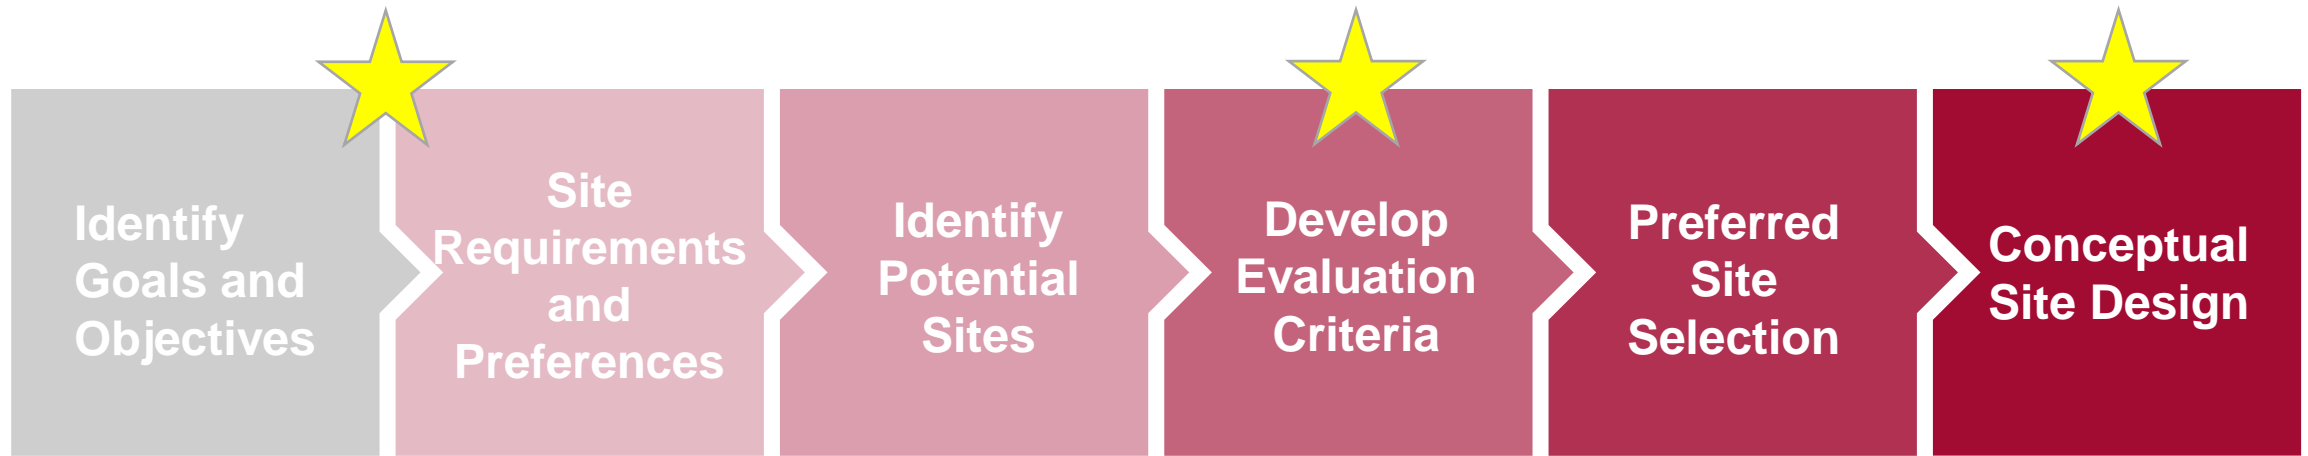 Identify
Goals and
Objectives
Site
Requirements
and
Preferences
Identify
Potential
Sites
Develop
Evaluation
Criteria
Preferred
Site
Selection
Conceptual
Site Design